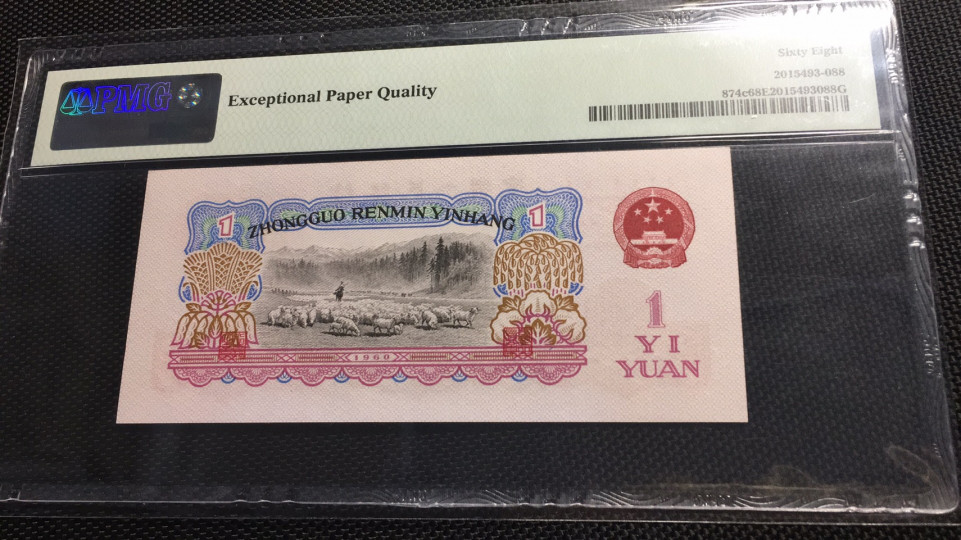 PMG
Exceptional Paper Quality
Sixty Eight
2015493-088
874c68E2015493088G
1 ZHONGGUO RENMIN YINHANG 1
1960
1
YI
YUAN